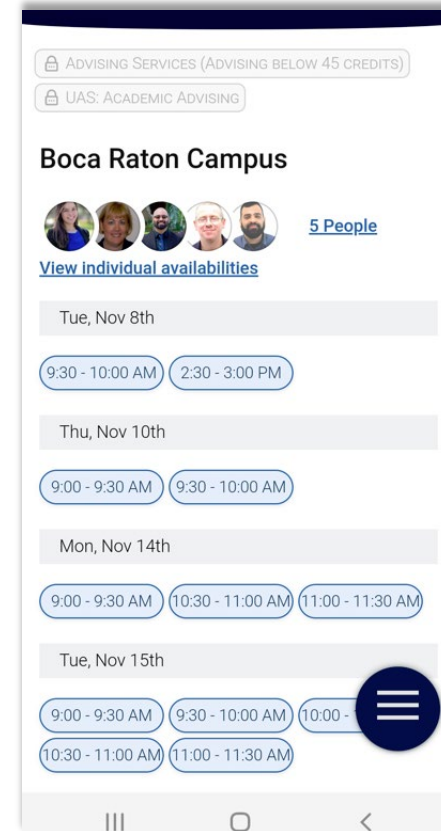 ADVISING SERVICES (ADVISING BELOW 45 CREDITS)
UAS: ACADEMIC ADVISING
Boca Raton Campus
5 People
View individual availabilities
Tue, Nov 8th
9:30 - 10:00 AM 2:30 - 3:00 PM
Thu, Nov 10th
9:00 - 9:30 AM 9:30 - 10:00 AM
Mon, Nov 14th
9:00 - 9:30 AM 10:30 - 11:00 AM 11:00 - 11:30 AM
Tue, Nov 15th
9:00 - 9:30 AM 9:30 - 10:00 AM 10:00 -
10:30 - 11:00 AM 11:00 - 11:30 AM